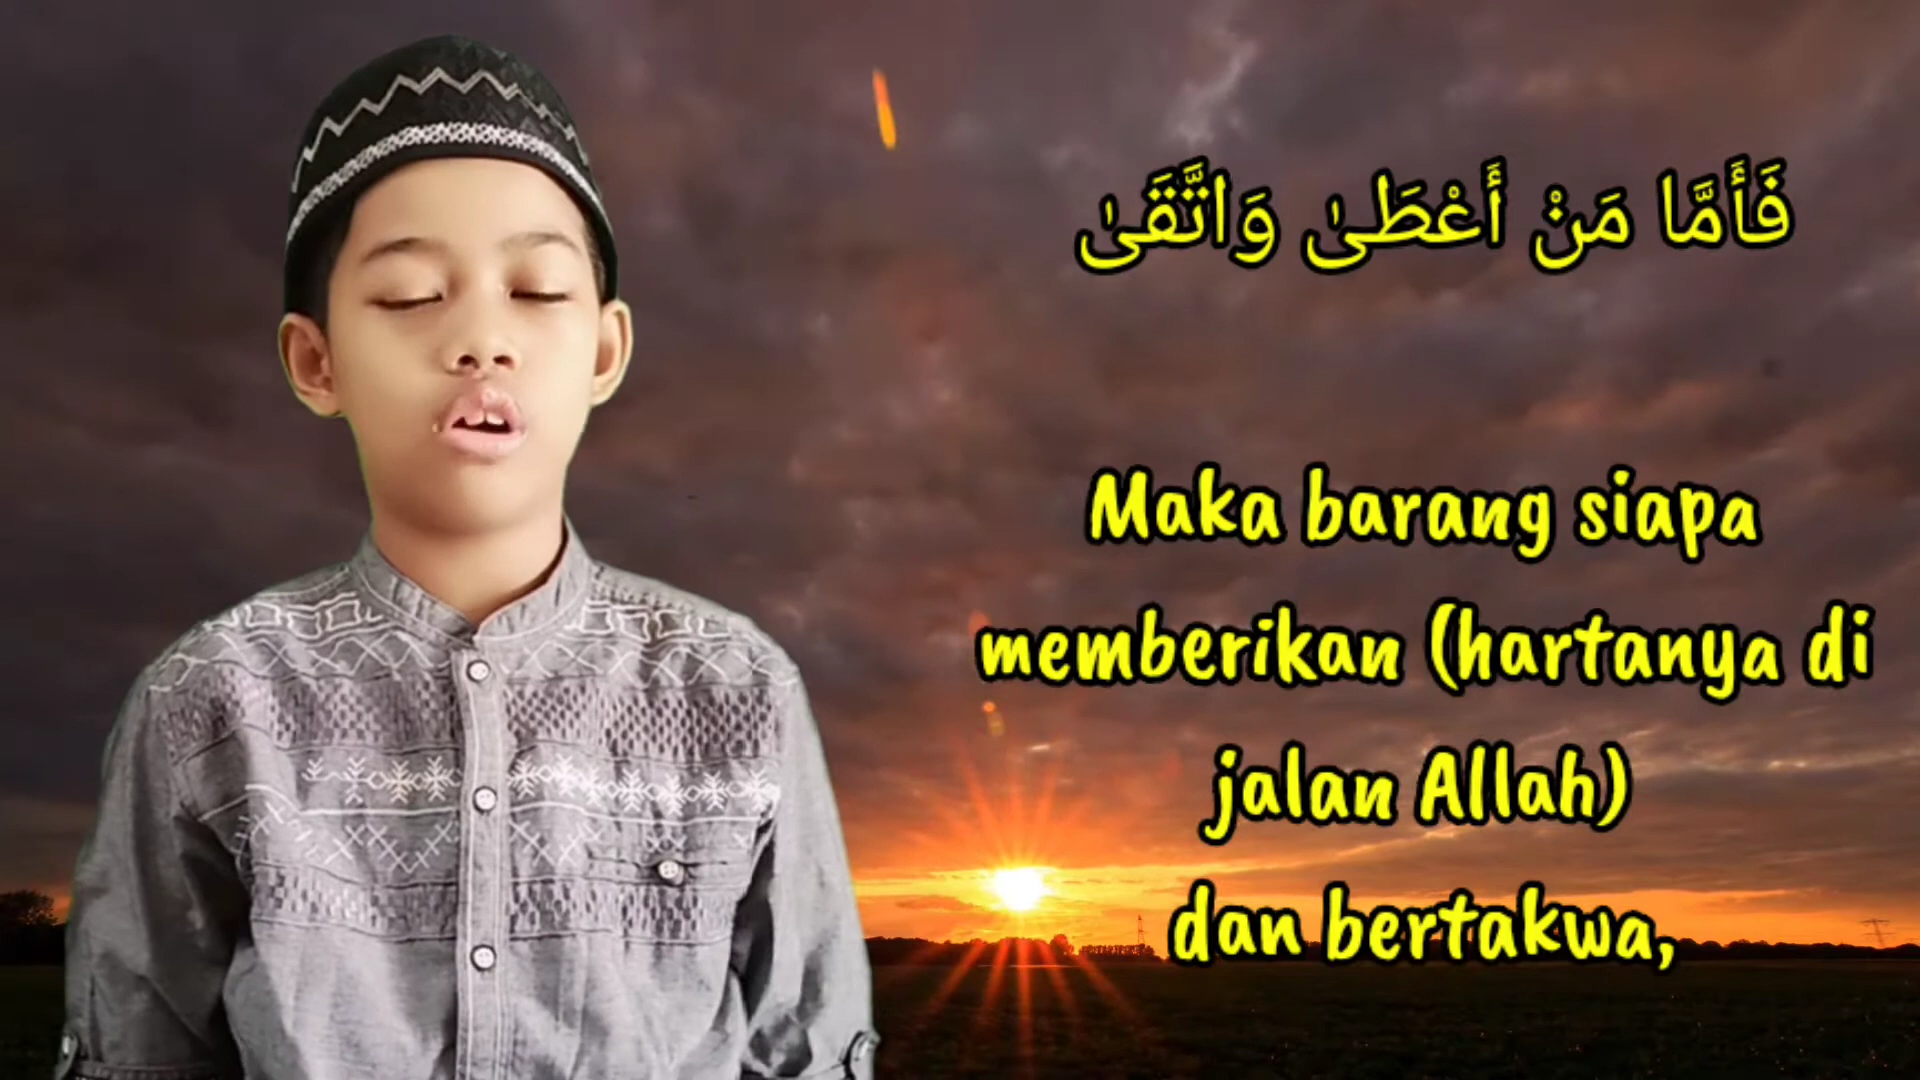 فَأَمَّا مَنْ أَعْطَىٰ وَاتَّقَىٰ
Maka barang siapa
memberikan (hartanya di
jalan Allah)
dan bertakwa,